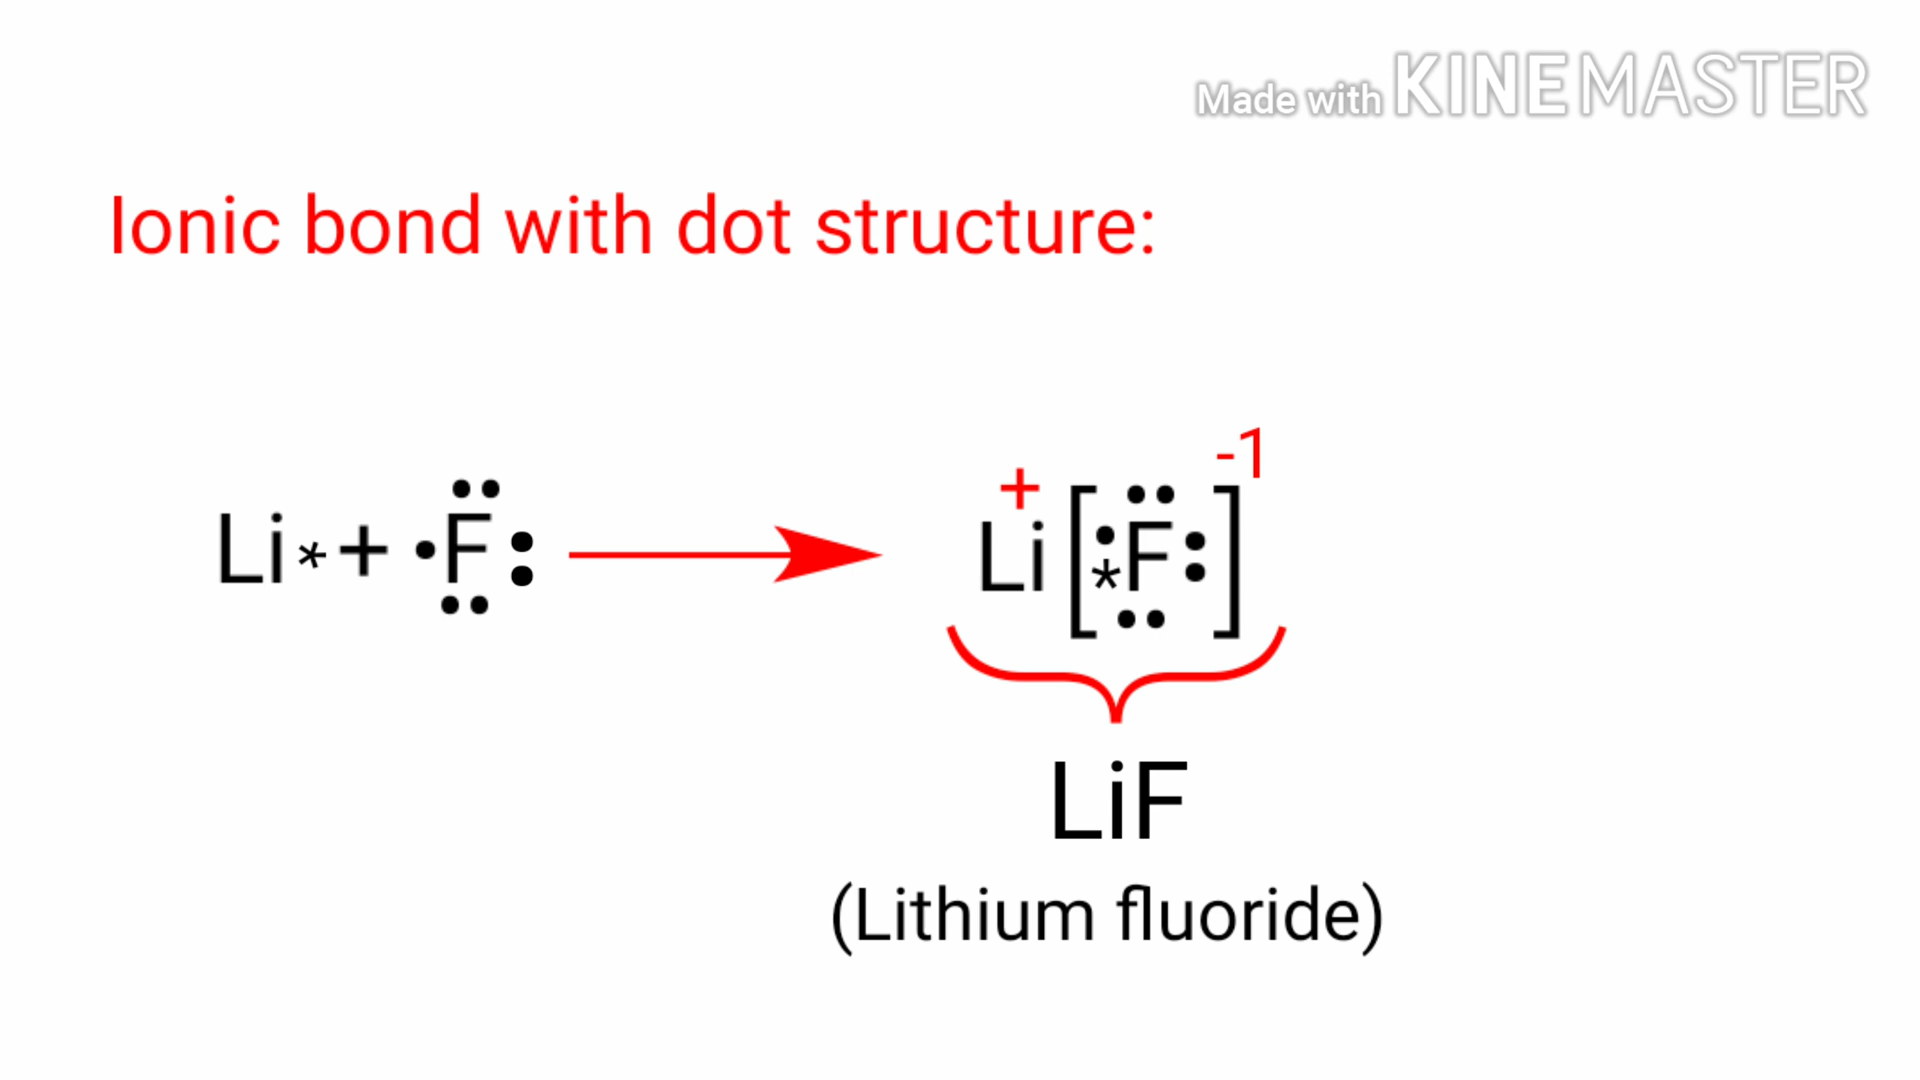 Made with KINEMASTER
Ionic bond with dot structure:
Li * + F Li + [ * F ] -1
LiF
(Lithium fluoride)